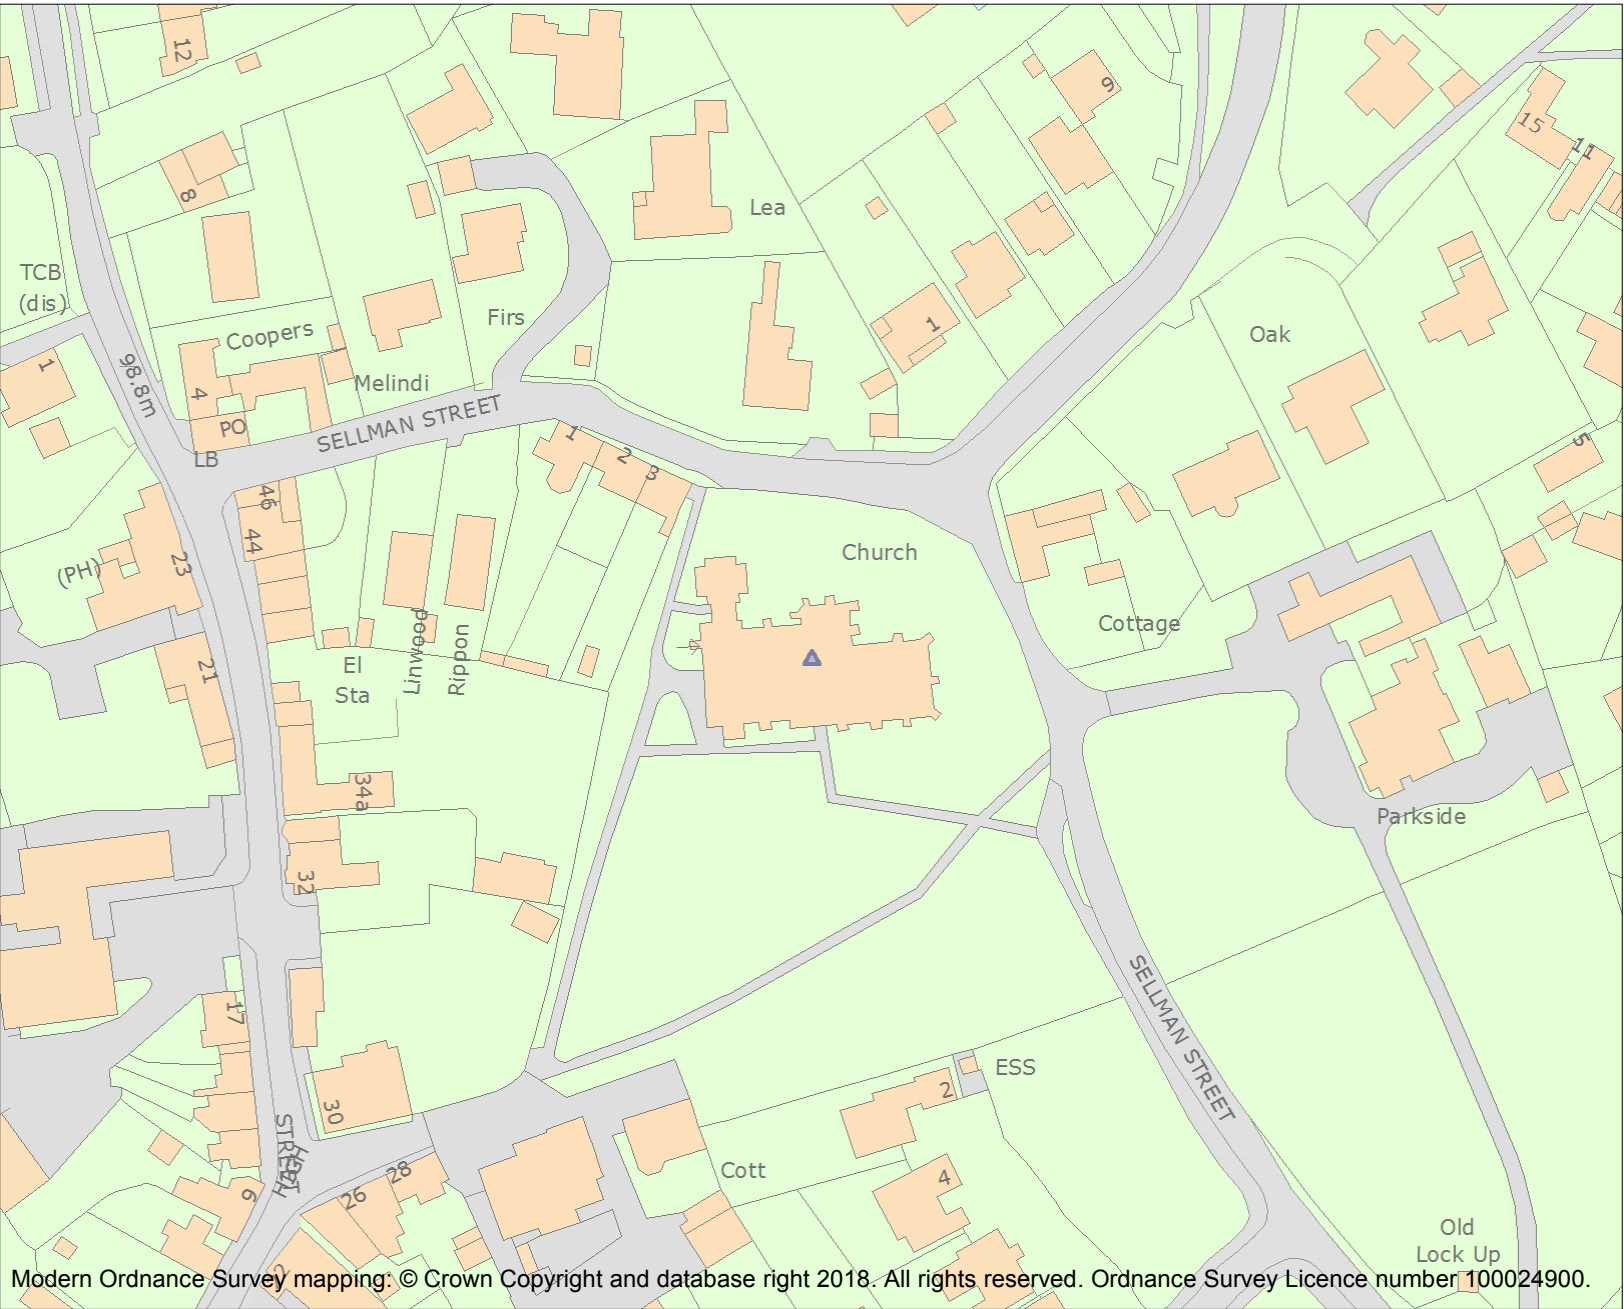 12
9
15
11
8
Lea
TCB
(dis)
Firs
1
Oak
Coopers
1
98.8m
Melindi
4
SELLMAN STREET
PO
1
5
LB
2
3
46
44
Church
23
(PH)
Cottage
Linwood
Rippon
El
Sta
21
34a
Parkside
32
17
SELLMAN STREET
ESS
2
30
HIGH
STREET
Cott
4
28
26
9
Old
Lock Up
Modern Ordnance Survey mapping: © Crown Copyright and database right 2018. All rights reserved. Ordnance Survey Licence number 100024900.